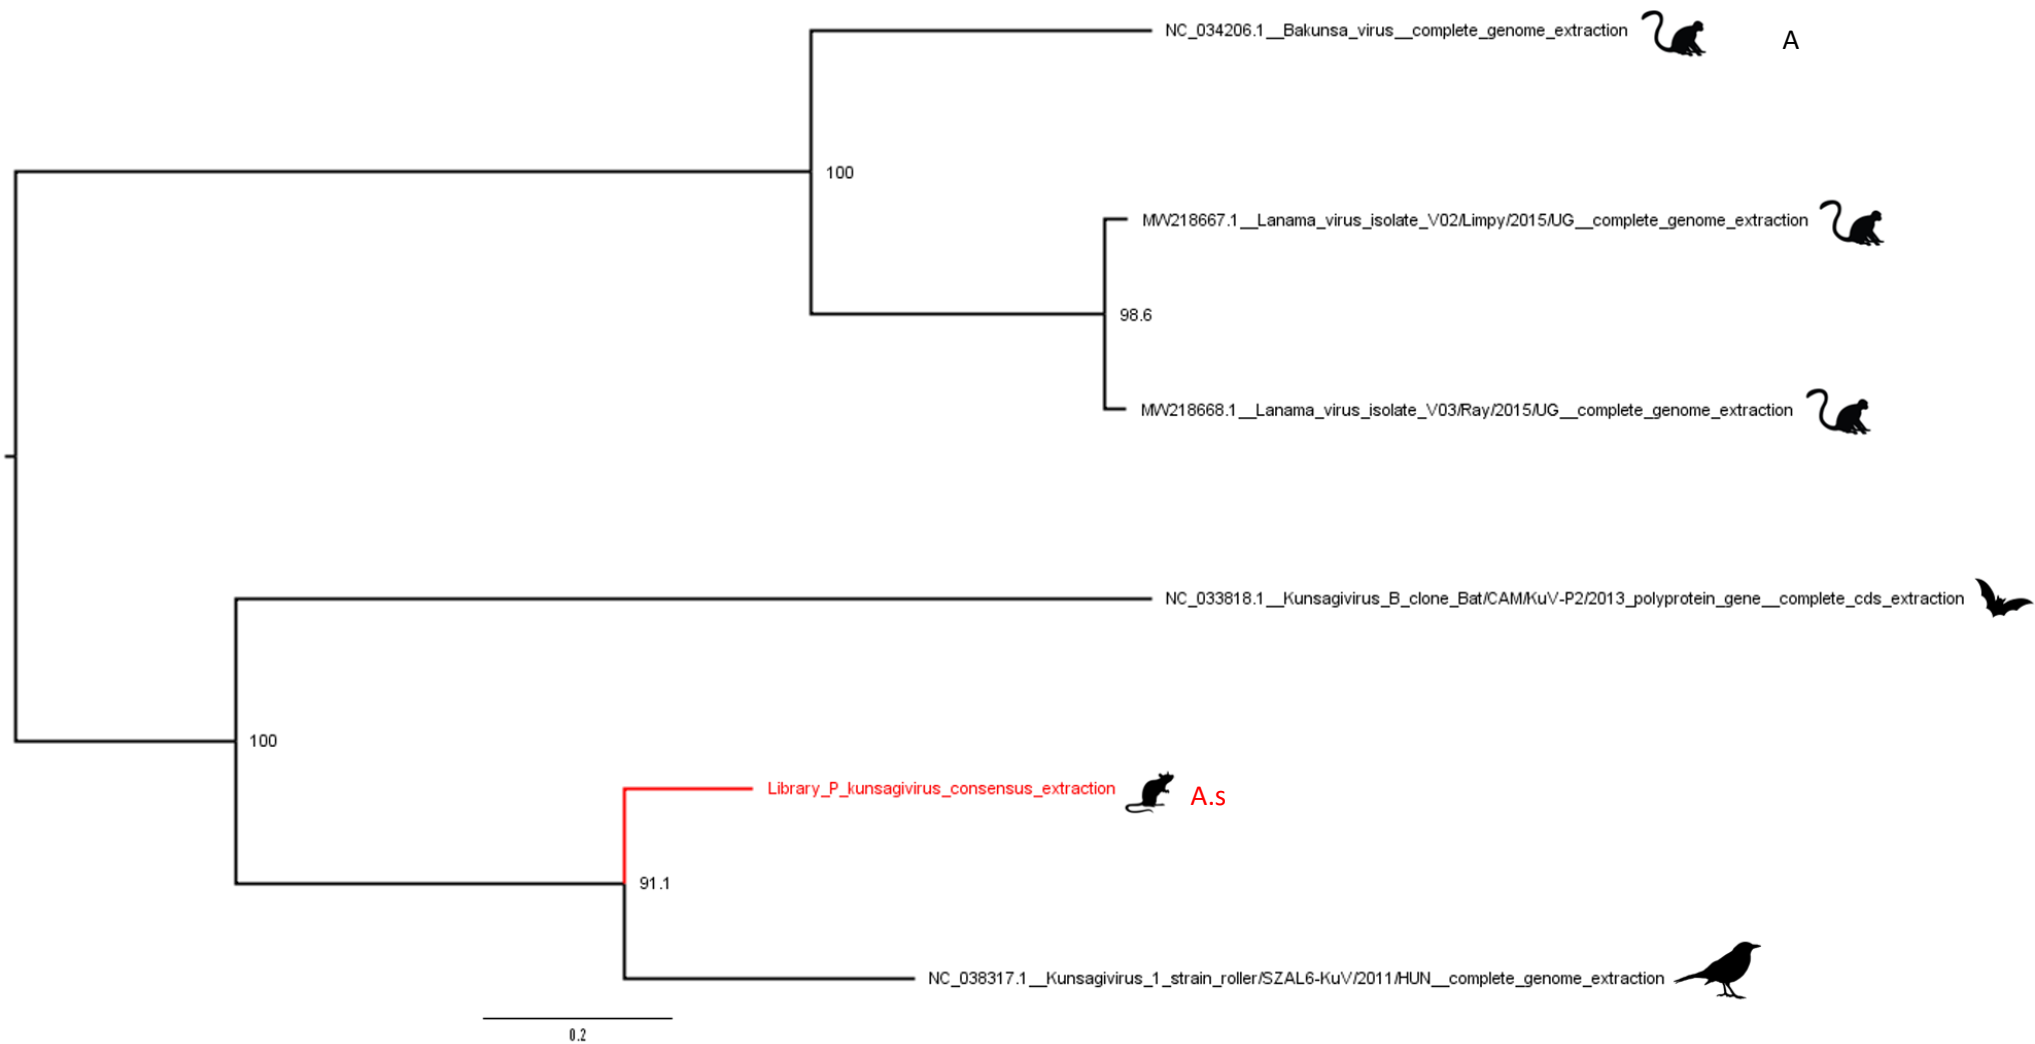 NC_034206.1__Bakunsa_virus__complete_genome_extraction
A
100
MW218667.1__Lanama_virus_isolate_V02/Limpy/2015/UG__complete_genome_extraction
98.6
MW218668.1__Lanama_virus_isolate_V03/Ray/2015/UG__complete_genome_extraction
NC_033818.1__Kunsagivirus_B_clone_Bat/CAM/KuV-P2/2013_polyprotein_gene__complete_cds_extraction
100
Library_P_kunsagivirus_consensus_extraction
A.s
91.1
NC_038317.1__Kunsagivirus_1_strain_roller/SZAL6-KuV/2011/HUN__complete_genome_extraction
0.2